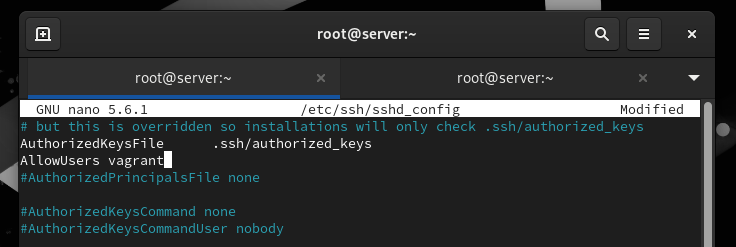 root@server:~
root@server:~ × root@server:~ ×
GNU nano 5.6.1 /etc/ssh/sshd_config Modified
# but this is overridden so installations will only check .ssh/authorized_keys
AuthorizedKeysFile .ssh/authorized_keys
AllowUsers vagrant
#AuthorizedPrincipalsFile none
#AuthorizedKeysCommand none
#AuthorizedKeysCommandUser nobody